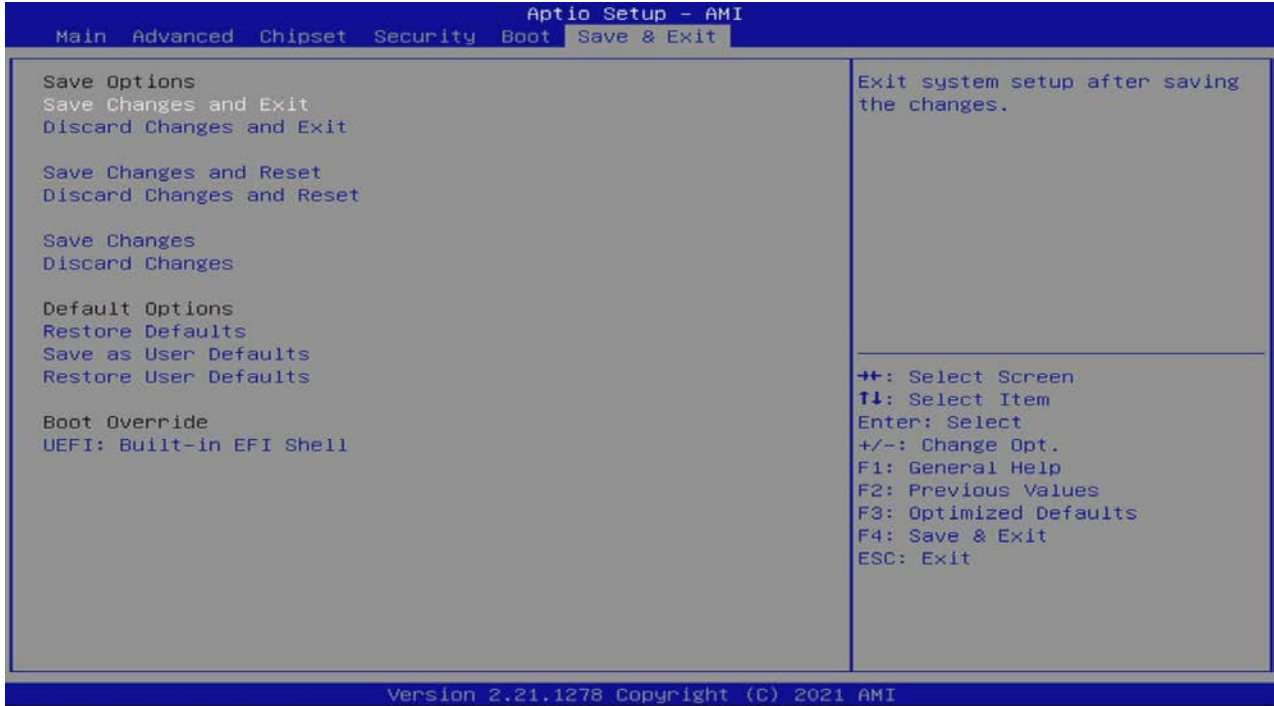 Aptio Setup – AMI
Main Advanced Chipset Security Boot Save & Exit
Save Options
Save Changes and Exit
Discard Changes and Exit
Save Changes and Reset
Discard Changes and Reset
Save Changes
Discard Changes
Default Options
Restore Defaults
Save as User Defaults
Restore User Defaults
Boot Override
UEFI: Built-in EFI Shell
Exit system setup after saving
the changes.
→←: Select Screen
↑↓: Select Item
Enter: Select
+/-: Change Opt.
F1: General Help
F2: Previous Values
F3: Optimized Defaults
F4: Save & Exit
ESC: Exit
Version 2.21.1278 Copyright (C) 2021 AMI